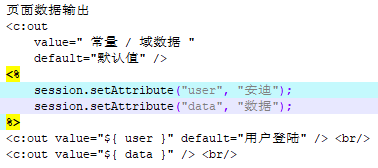 页面数据输出
<c:out
value=" 常量 / 域数据 "
default="默认值" />
<%
session.setAttribute("user", "安迪");
session.setAttribute("data", "数据");
%>
<c:out value="${ user }" default="用户登陆" /> <br/>
<c:out value="${ data }" /> <br/>